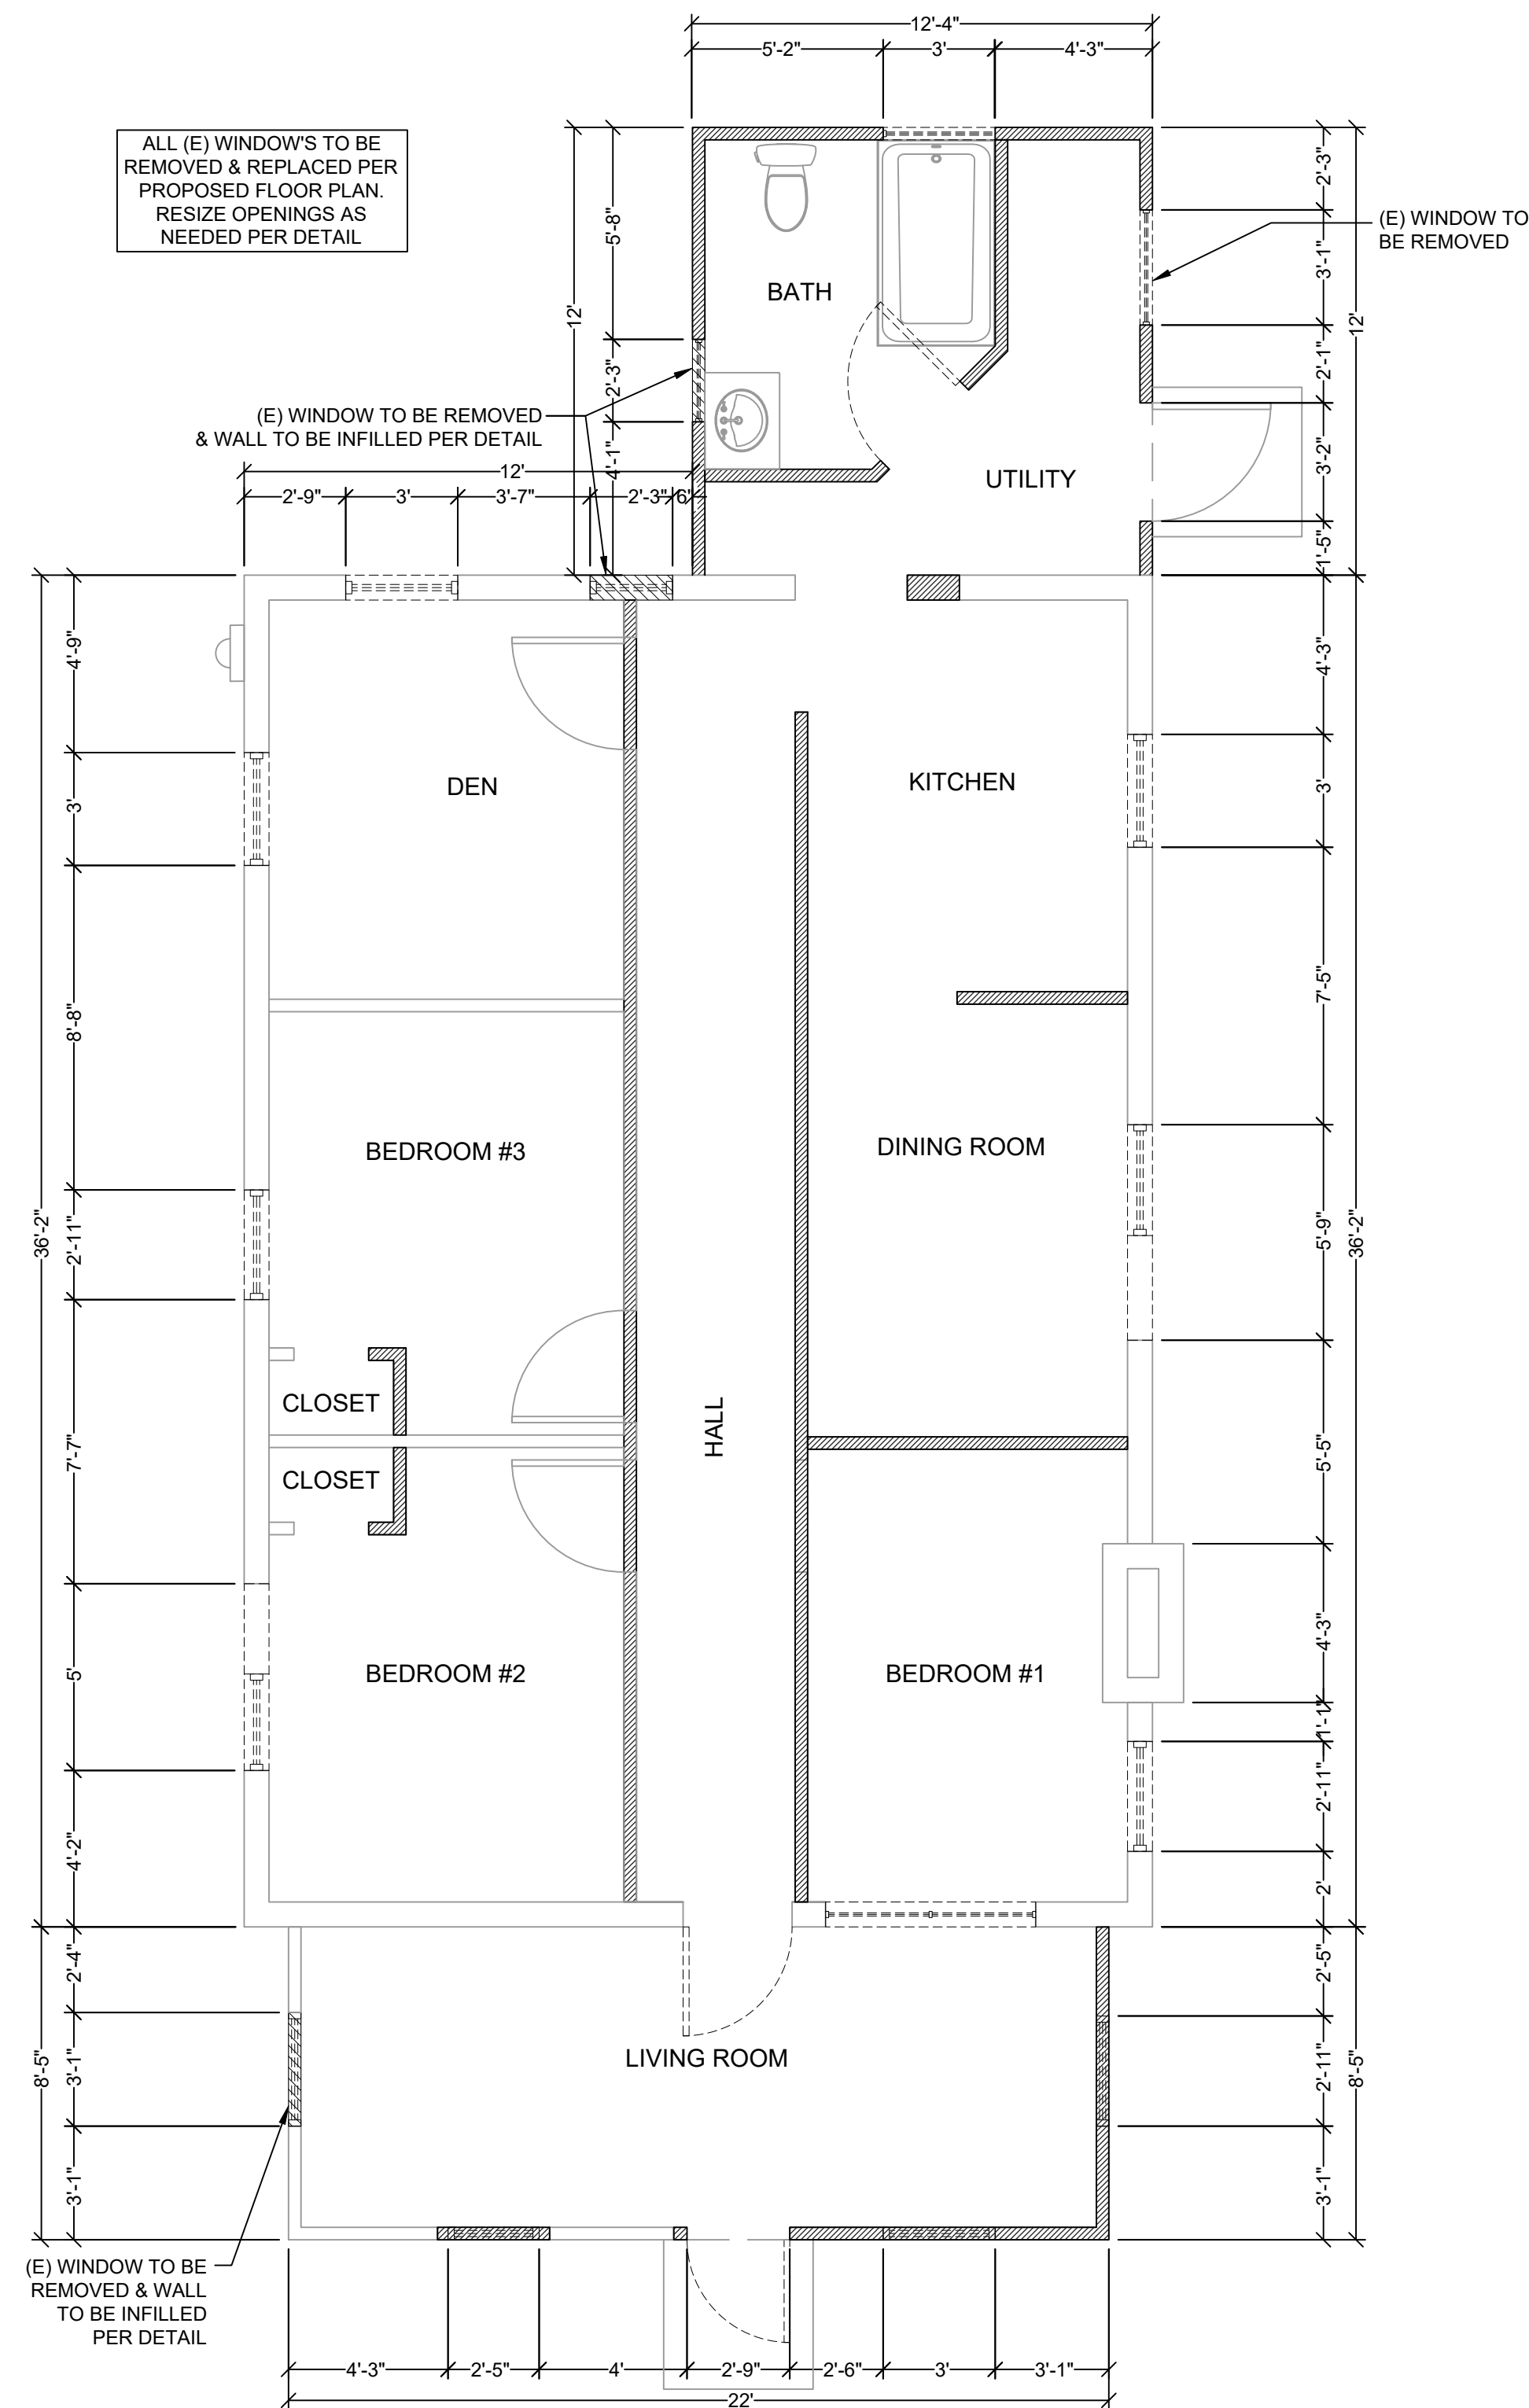 12'-4"
5'-2" 3' 4'-3"
ALL (E) WINDOW'S TO BE
REMOVED & REPLACED PER
PROPOSED FLOOR PLAN.
RESIZE OPENINGS AS
NEEDED PER DETAIL
12'
5'-8"
2'-3"
4'-1"
BATH
2'-3"
3'-1"
2'-1"
3'-2"
1'-5"
12'
(E) WINDOW TO
BE REMOVED
(E) WINDOW TO BE REMOVED
& WALL TO BE INFILLED PER DETAIL
UTILITY
12'
2'-9" 3' 3'-7" 2'-3" 6"
36'-2"
4'-9"
3'
8'-8"
2'-11"
7'-7"
5'
4'-2"
DEN
KITCHEN
BEDROOM #3
DINING ROOM
CLOSET
HALL
CLOSET
BEDROOM #2
BEDROOM #1
4'-3"
3'
7'-5"
5'-9"
5'-5"
4'-3"
1'-1"
2'-11"
2'
36'-2"
8'-5"
2'-4"
3'-1"
3'-1"
LIVING ROOM
2'-5"
2'-11"
3'-1"
8'-5"
(E) WINDOW TO BE
REMOVED & WALL
TO BE INFILLED
PER DETAIL
4'-3" 2'-5" 4' 2'-9" 2'-6" 3' 3'-1"
22'